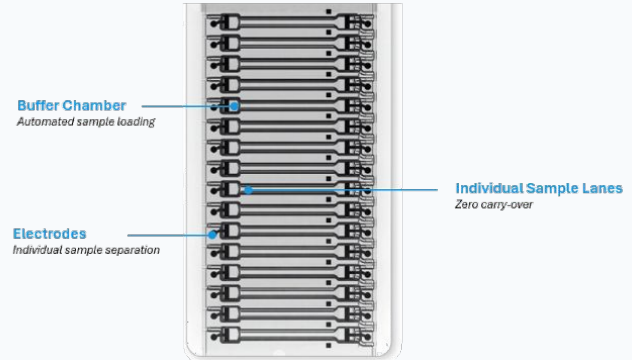 Buffer Chamber
Automated sample loading
Individual Sample Lanes
Zero carry-over
Electrodes
Individual sample separation